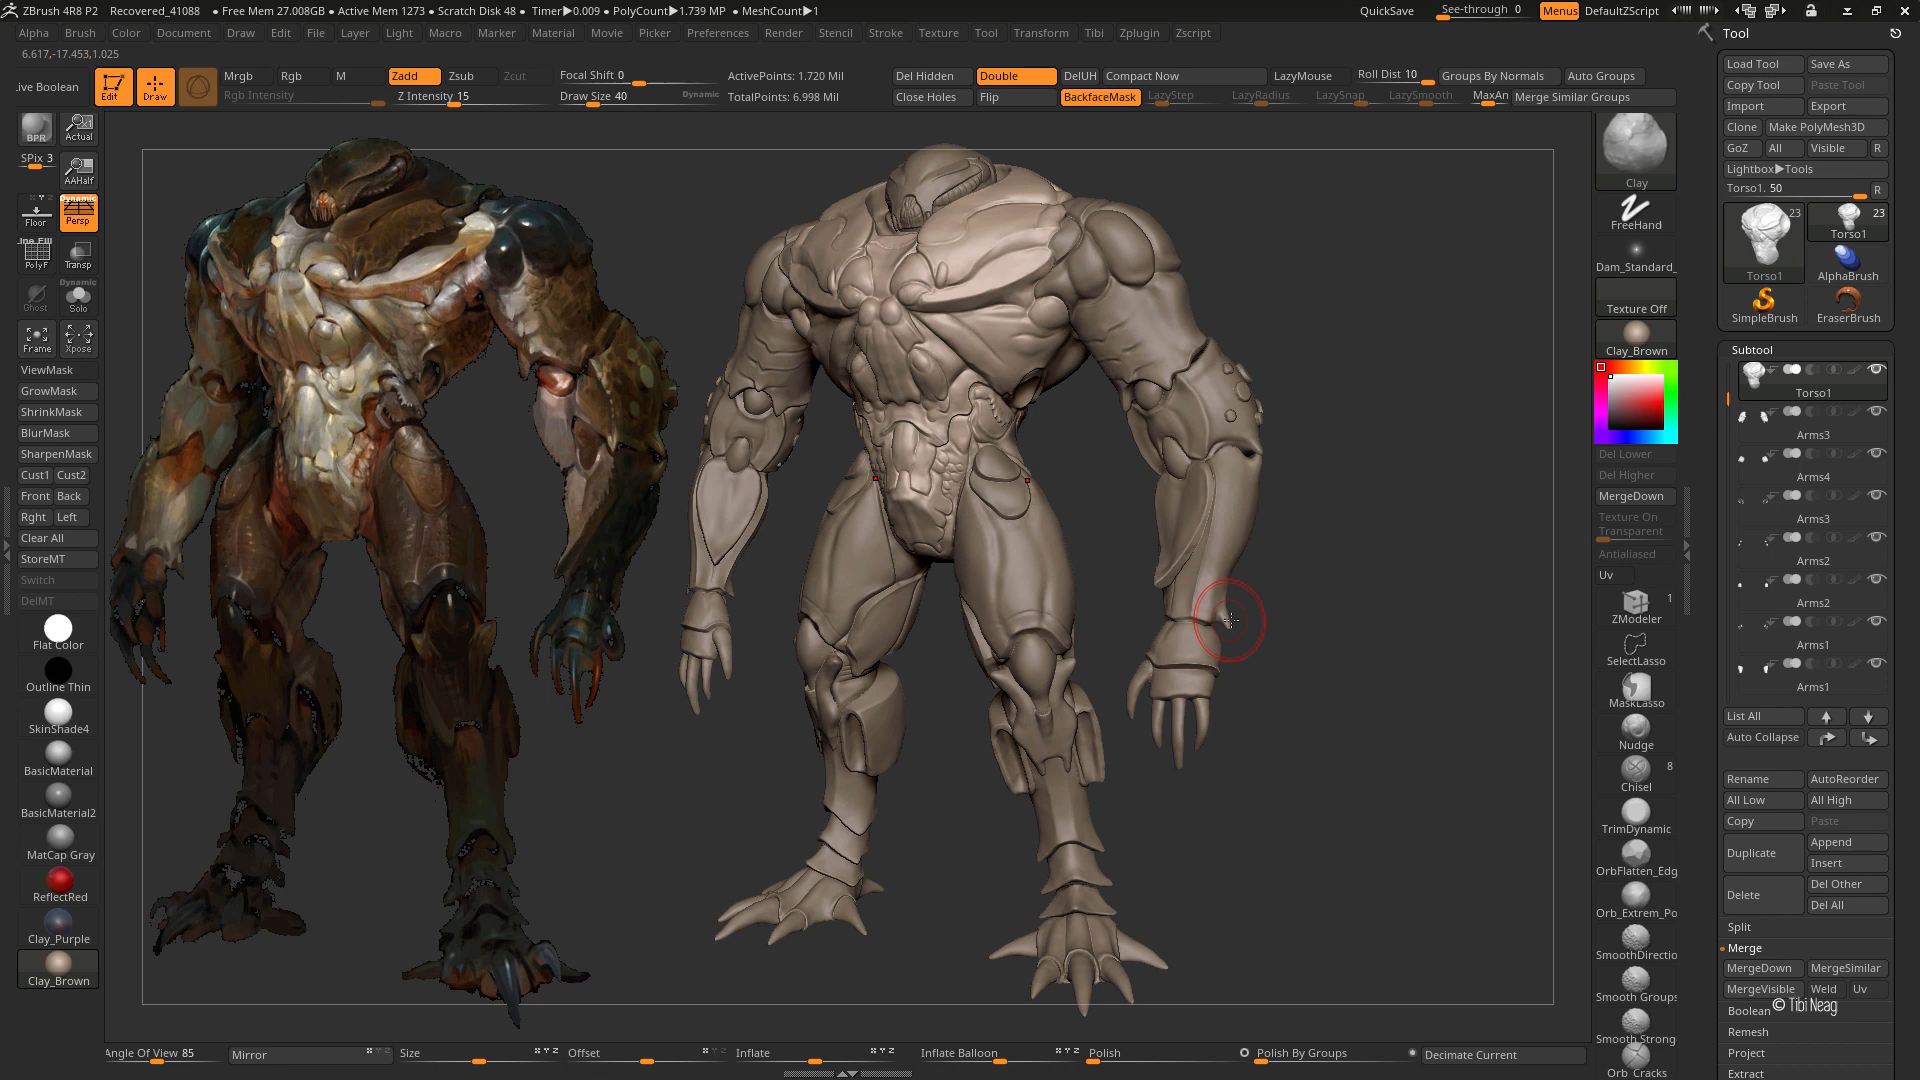 ZBrush 4R8 P2 Recovered_41088 • Free Mem 27.008GB • Active Mem 1273 • Scratch Disk 48 • Timer▶0.009 • PolyCount▶1.739 MP • MeshCount▶1 QuickSave See-through 0 Menus DefaultZScript
Alpha Brush Color Document Draw Edit File Layer Light Macro Marker Material Movie Picker Preferences Render Stencil Stroke Texture Tool Transform Tibi Zplugin Zscript
6.617,-17.453,1.025
.ive Boolean
Edit Draw
Mrgb Rgb M Zadd Zsub Zcut Focal Shift 0 ActivePoints: 1.720 Mil Del Hidden Double DelUH Compact Now LazyMouse Roll Dist 10 Groups By Normals Auto Groups
Rgb Intensity Z Intensity 15 Draw Size 40 Dynamic TotalPoints: 6.998 Mil Close Holes Flip BackfaceMask LazyStep LazyRadius LazySnap LazySmooth MaxAn Merge Similar Groups
BPR Actual
SPix 3
AAHalf
Dynamic
Floor Persp
.ine Fill
PolyF Transp
Dynamic
Ghost Solo
Frame Xpose
ViewMask
GrowMask
ShrinkMask
BlurMask
SharpenMask
Cust1 Cust2
Front Back
Rght Left
Clear All
StoreMT
Switch
DelMT
Flat Color
Outline Thin
SkinShade4
BasicMaterial
BasicMaterial2
MatCap Gray
ReflectRed
Clay_Purple
Clay_Brown
Clay
FreeHand
Dam_Standard_
Texture Off
Clay_Brown
Del Lower
Del Higher
MergeDown
Texture On
Transparent
Antialiased
Uv
1
ZModeler
SelectLasso
MaskLasso
Nudge
8
Chisel
TrimDynamic
OrbFlatten_Edg
Orb_Extrem_Po
SmoothDirectio
Smooth Groups
Smooth Strong
Orb_Cracks
Tool
Load Tool Save As
Copy Tool Paste Tool
Import Export
Clone Make PolyMesh3D
GoZ All Visible R
Lightbox▶Tools
Torso1. 50 R
23 23
Torso1
Torso1 AlphaBrush
SimpleBrush EraserBrush
Subtool
Torso1
Arms3
Arms4
Arms3
Arms2
Arms2
Arms1
Arms1
List All
Auto Collapse
Rename AutoReorder
All Low All High
Copy Paste
Duplicate Append
Insert
Delete Del Other
Del All
Split
Merge
MergeDown MergeSimilar
MergeVisible Weld Uv
© Tibi Neag
Boolean
Remesh
Project
Extract
Angle Of View 85 Mirror Size Offset Inflate Inflate Balloon Polish Polish By Groups Decimate Current